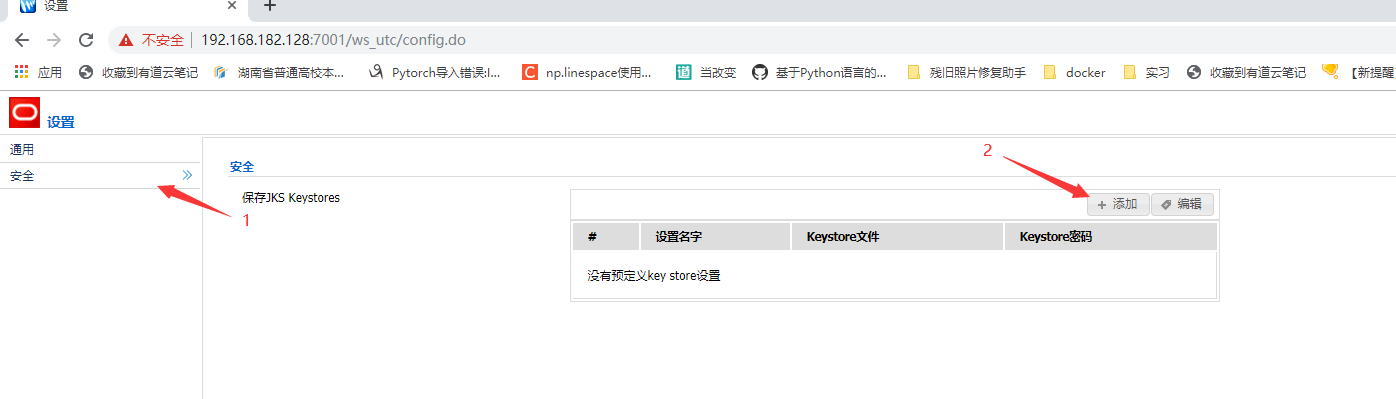 设置
不安全 192.168.182.128:7001/ws_utc/config.do
应用 收藏到有道云笔记 湖南省普通高校本... Pytorch导入错误:I... np.linespace使用... 当改变 基于Python语言的... 残旧照片修复助手 docker 实习 收藏到有道云笔记 【新提醒
设置
通用
安全
1
安全
2
保存JKS Keystores
添加 编辑
# 设置名字 Keystore文件 Keystore密码
没有预定义key store设置